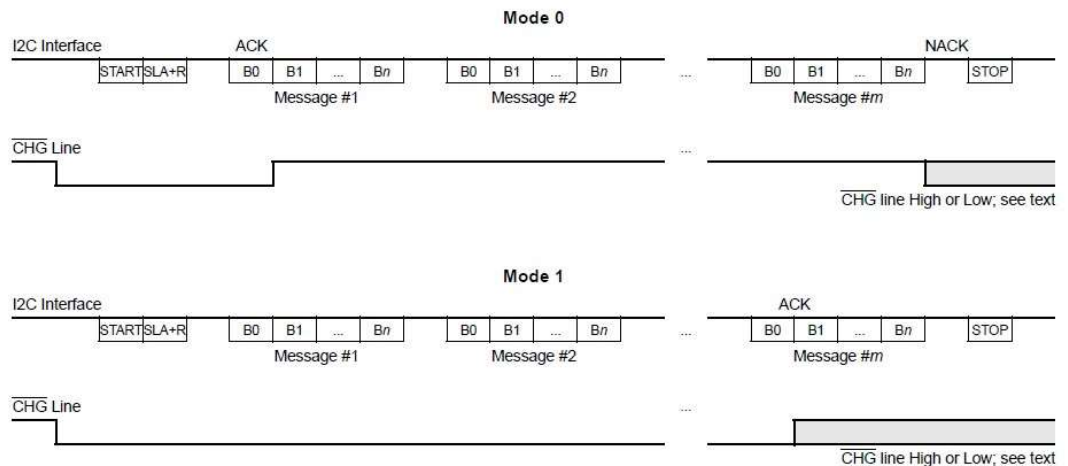 Mode 0
I2C Interface ACK NACK
START SLA+R B0 B1 ... Bn B0 B1 ... Bn ... B0 B1 ... Bn STOP
Message #1 Message #2 Message #m
CHG Line ...
CHG line High or Low; see text
Mode 1
I2C Interface ACK
START SLA+R B0 B1 ... Bn B0 B1 ... Bn ... B0 B1 ... Bn STOP
Message #1 Message #2 Message #m
CHG Line ...
CHG line High or Low; see text